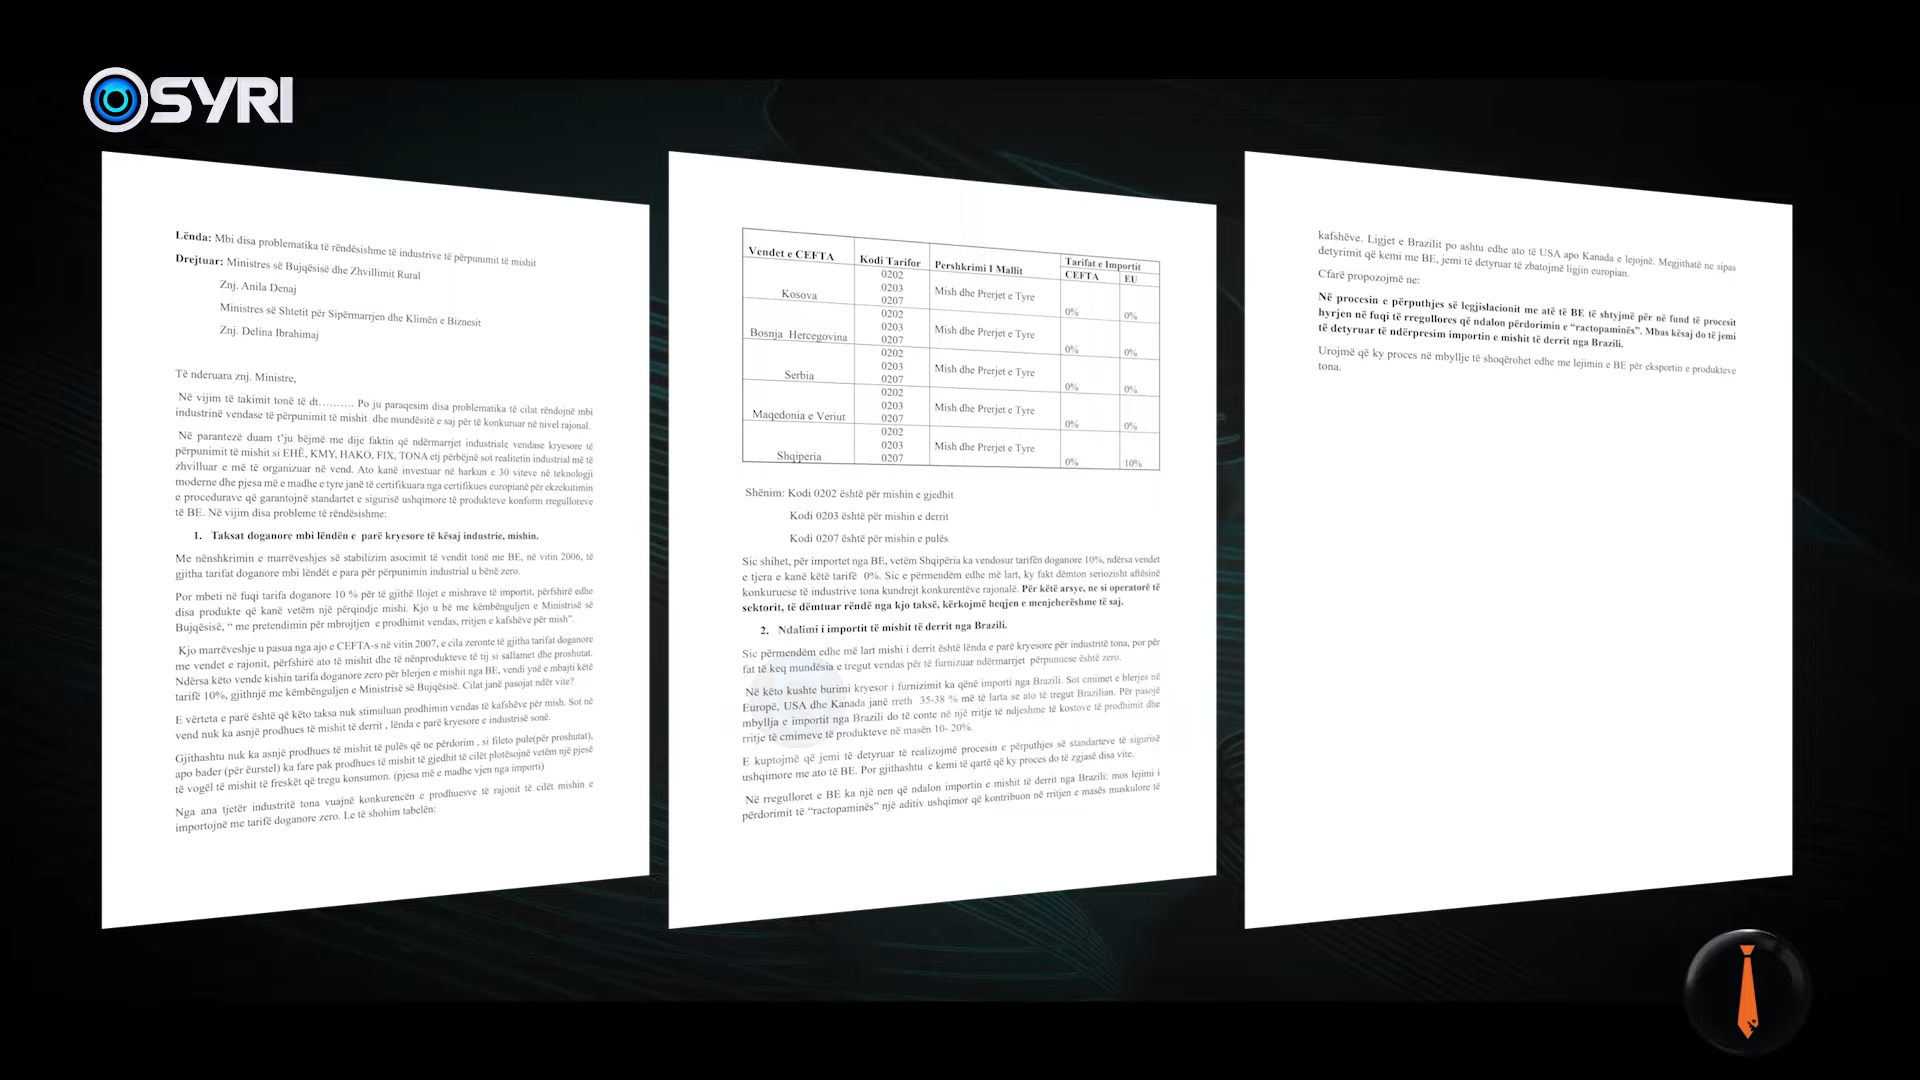 SYRI
Lënda: Mbi disa problematika të rëndësishme të industrive të përpunimit të mishit
Drejtuar: Ministres së Bujqësisë dhe Zhvillimit Rural
Znj. Anila Denaj
Ministres së Shtetit për Sipërmarrjen dhe Klimën e Biznesit
Znj. Delina Ibrahimaj
Të nderuara znj. Ministre,
Në vijim të takimit tonë të dt.......... Po ju paraqesim disa problematika të cilat rëndojnë mbi
industrinë vendase të përpunimit të mishit dhe mundësitë e saj për të konkuruar në nivel rajonal.
Në parantezë duam t'ju bëjmë me dije faktin që ndërmarrjet industriale vendase kryesore të
përpunimit të mishit si EHË, KMY, HAKO, FIX, TONA etj përbëjnë sot realitetin industrial më të
zhvilluar e më të organizuar në vend. Ato kanë investuar në harkun e 30 viteve në teknologji
moderne dhe pjesa më e madhe e tyre janë të certifikuara nga certifikues europianë për ekzekutimin
e procedurave që garantojnë standartet e sigurisë ushqimore të produkteve konform rregulloreve
të BE. Në vijim disa probleme të rëndësishme:
1. Taksat doganore mbi lëndën e parë kryesore të kësaj industrie, mishin.
Me nënshkrimin e marrëveshjes së stabilizim asocimit të vendit tonë me BE, në vitin 2006, të
gjitha tarifat doganore mbi lëndët e para për përpunimin industrial u bënë zero.
Por mbeti në fuqi tarifa doganore 10 % për të gjithë llojet e mishrave të importit, përfshirë edhe
disa produkte që kanë vetëm një përqindje mishi. Kjo u bë me këmbënguljen e Ministrisë së
Bujqësisë, “ me pretendimin për mbrojtjen e prodhimit vendas, rritjen e kafshëve për mish”.
Kjo marrëveshje u pasua nga ajo e CEFTA-s në vitin 2007, e cila zeronte të gjitha tarifat doganore
me vendet e rajonit, përfshirë ato të mishit dhe të nënprodukteve të tij si sallamet dhe proshutat.
Ndërsa këto vende kishin tarifa doganore zero për blerjen e mishit nga BE, vendi ynë e mbajti këtë
tarifë 10%, gjithnjë me këmbënguljen e Ministrisë së Bujqësisë. Cilat janë pasojat ndër vite?
E vërteta e parë është që këto taksa nuk stimuluan prodhimin vendas të kafshëve për mish. Sot në
vend nuk ka asnjë prodhues të mishit të derrit , lënda e parë kryesore e industrisë sonë.
Gjithashtu nuk ka asnjë prodhues të mishit të pulës që ne përdorim , si fileto pule(për proshutat),
apo bader (për ëurstel) ka fare pak prodhues të mishit të gjedhit të cilët plotësojnë vetëm një pjesë
të vogël të mishit të freskët që tregu konsumon. (pjesa më e madhe vjen nga importi)
Nga ana tjetër industritë tona vuajnë konkurencën e prodhuesve të rajonit të cilët mishin e
importojnë me tarifë doganore zero. Le të shohim tabelën:
Vendet e CEFTA Kodi Tarifor Pershkrimi I Mallit Tarifat e Importit
CEFTA EU
Kosova 0202 0203 0207 Mish dhe Prerjet e Tyre 0% 0%
Bosnja Hercegovina 0202 0203 0207 Mish dhe Prerjet e Tyre 0% 0%
Serbia 0202 0203 0207 Mish dhe Prerjet e Tyre 0% 0%
Maqedonia e Veriut 0202 0203 0207 Mish dhe Prerjet e Tyre 0% 0%
Shqiperia 0202 0203 0207 Mish dhe Prerjet e Tyre 0% 10%
Shënim: Kodi 0202 është për mishin e gjedhit
Kodi 0203 është për mishin e derrit
Kodi 0207 është për mishin e pulës
Sic shihet, për importet nga BE, vetëm Shqipëria ka vendosur tarifën doganore 10%, ndërsa vendet
e tjera e kanë këtë tarifë 0%. Sic e përmendëm edhe më lart, ky fakt dëmton seriozisht aftësinë
konkuruese të industrive tona kundrejt konkurentëve rajonalë. Për këtë arsye, ne si operatorë të
sektorit, të dëmtuar rëndë nga kjo taksë, kërkojmë heqjen e menjeherëshme të saj.
2. Ndalimi i importit të mishit të derrit nga Brazili.
Sic përmendëm edhe më lart mishi i derrit është lënda e parë kryesore për industritë tona, por për
fat të keq mundësia e tregut vendas për të furnizuar ndërmarrjet përpunuese është zero.
Në këto kushte burimi kryesor i furnizimit ka qënë importi nga Brazili. Sot cmimet e blerjes në
Europë, USA dhe Kanada janë rreth 35-38 % më të larta se ato të tregut Brazilian. Për pasojë
mbyllja e importit nga Brazili do të conte në një rritje të ndjeshme të kostove të prodhimit dhe
rritje të cmimeve të produkteve në masën 10- 20%.
E kuptojmë që jemi të detyruar të realizojmë procesin e përputhjes së standarteve të sigurisë
ushqimore me ato të BE. Por gjithashtu e kemi të qartë që ky proces do të zgjasë disa vite.
Në rregulloret e BE ka një nen që ndalon importin e mishit të derrit nga Brazili: mos lejimi i
përdorimit të “ractopaminës” një aditiv ushqimor që kontribuon në rritjen e masës muskulore të
kafshëve. Ligjet e Brazilit po ashtu edhe ato të USA apo Kanada e lejojnë. Megjithatë ne sipas
detyrimit që kemi me BE, jemi të detyruar të zbatojmë ligjin europian.
Cfarë propozojmë ne:
Në procesin e përputhjes së legjislacionit me atë të BE të shtyjmë për në fund të procesit
hyrjen në fuqi të rregullores që ndalon përdorimin e “ractopaminës”. Mbas kësaj do të jemi
të detyruar të ndërpresim importin e mishit të derrit nga Brazili.
Urojmë që ky proces në mbyllje të shoqërohet edhe me lejimin e BE për eksportin e produkteve
tona.